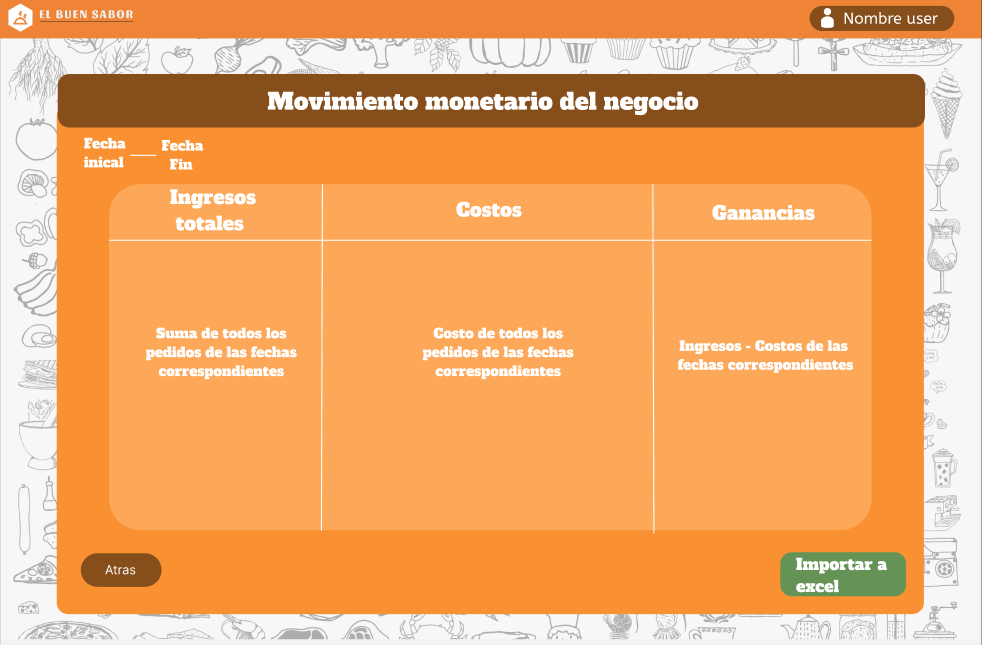 EL BUEN SABOR
Nombre user
Movimiento monetario del negocio
Fecha
inical
Fecha
Fin
Ingresos
totales
Costos
Ganancias
Suma de todos los
pedidos de las fechas
correspondientes
Costo de todos los
pedidos de las fechas
correspondientes
Ingresos - Costos de las
fechas correspondientes
Atras
Importar a
excel